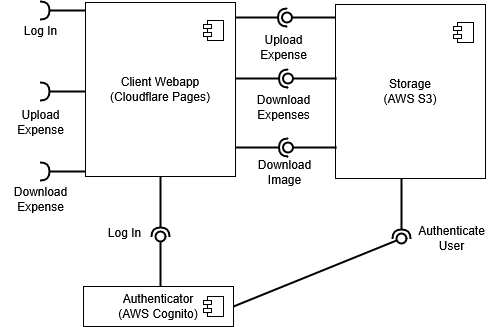 Log In
Upload
Expense
Download
Expense
Client Webapp
(Cloudflare Pages)
Upload
Expense
Download
Expenses
Download
Image
Storage
(AWS S3)
Log In
Authenticate
User
Authenticator
(AWS Cognito)